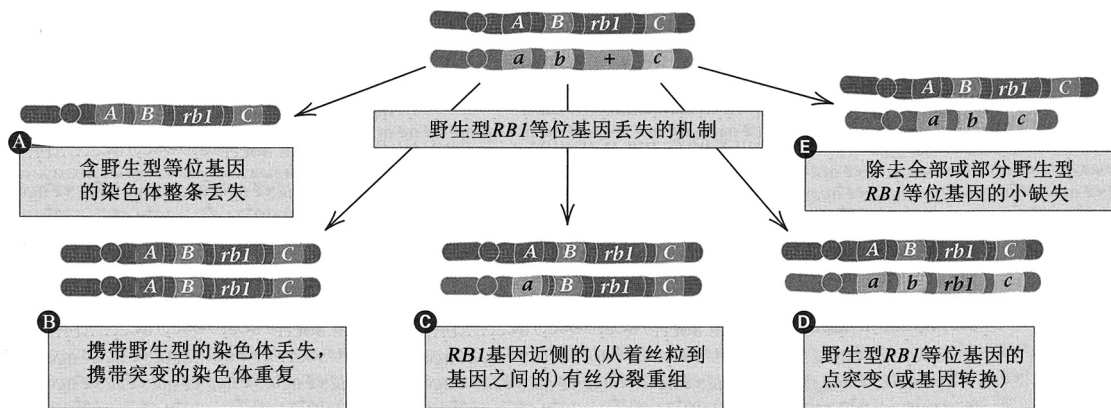 A B rb1 C
a b + c
野生型RB1等位基因丢失的机制
A B rb1 C
A
含野生型等位基因
的染色体整条丢失
A B rb1 C
a b c
E
除去全部或部分野生型
RB1等位基因的小缺失
A B rb1 C
A B rb1 C
B
携带野生型的染色体丢失,
携带突变的染色体重复
A B rb1 C
a B rb1 C
C
RB1基因近侧的(从着丝粒到
基因之间的)有丝分裂重组
A B rb1 C
a b rb1 c
D
野生型RB1等位基因的
点突变(或基因转换)